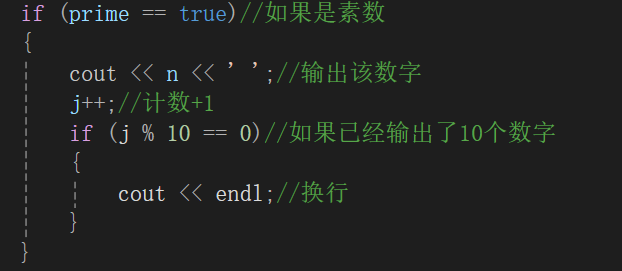 if (prime == true)//如果是素数
{
cout << n << ' ';//输出该数字
j++;//计数+1
if (j % 10 == 0)//如果已经输出了10个数字
{
cout << endl;//换行
}
}